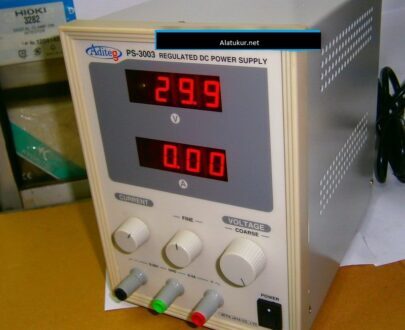 HIOKI
3282
Alatukur.net
Aditeg
PS-3003 REGULATED DC POWER SUPPLY
29.9
V
0.00
A
CURRENT
FINE
VOLTAGE
COARSE
POWER